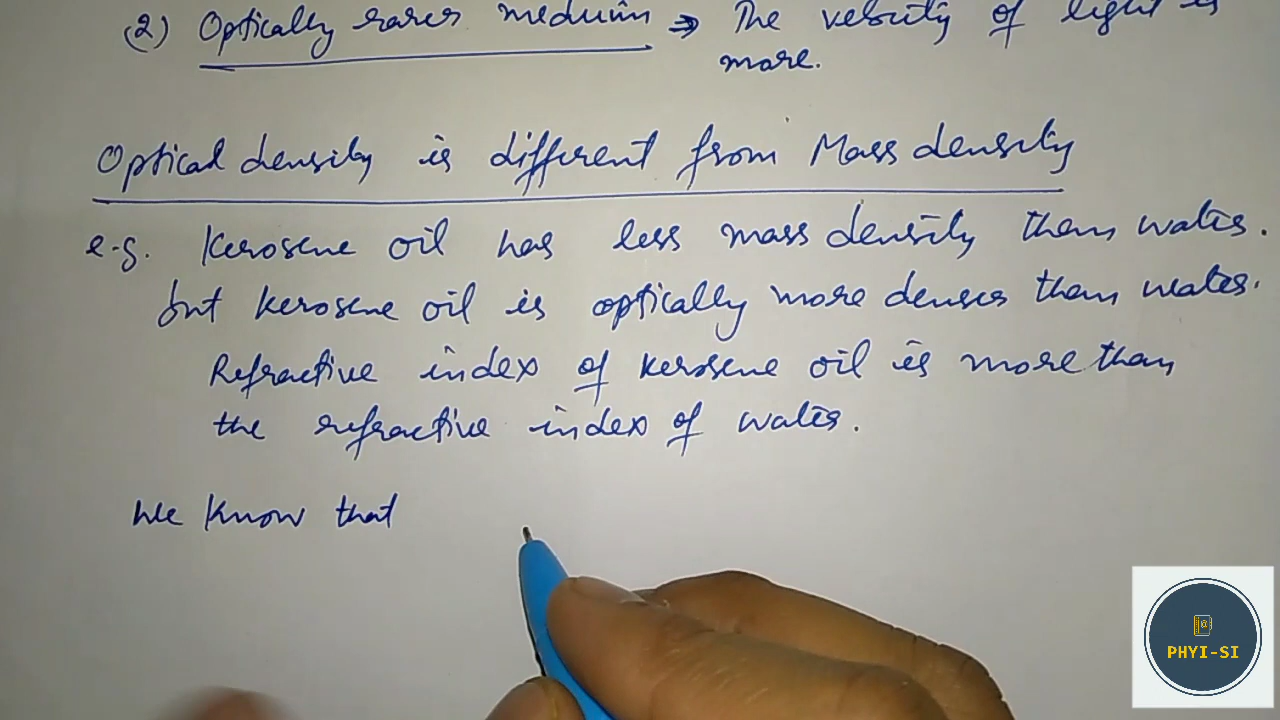 (2) Optically rarer medium ⇒ The velocity of light is
more.
Optical density is different from Mass density
e.g. Kerosene oil has less mass density than water.
but kerosene oil is optically more denser than water.
Refractive index of kerosene oil is more than
the refractive index of water.
We know that
PHYI-SI